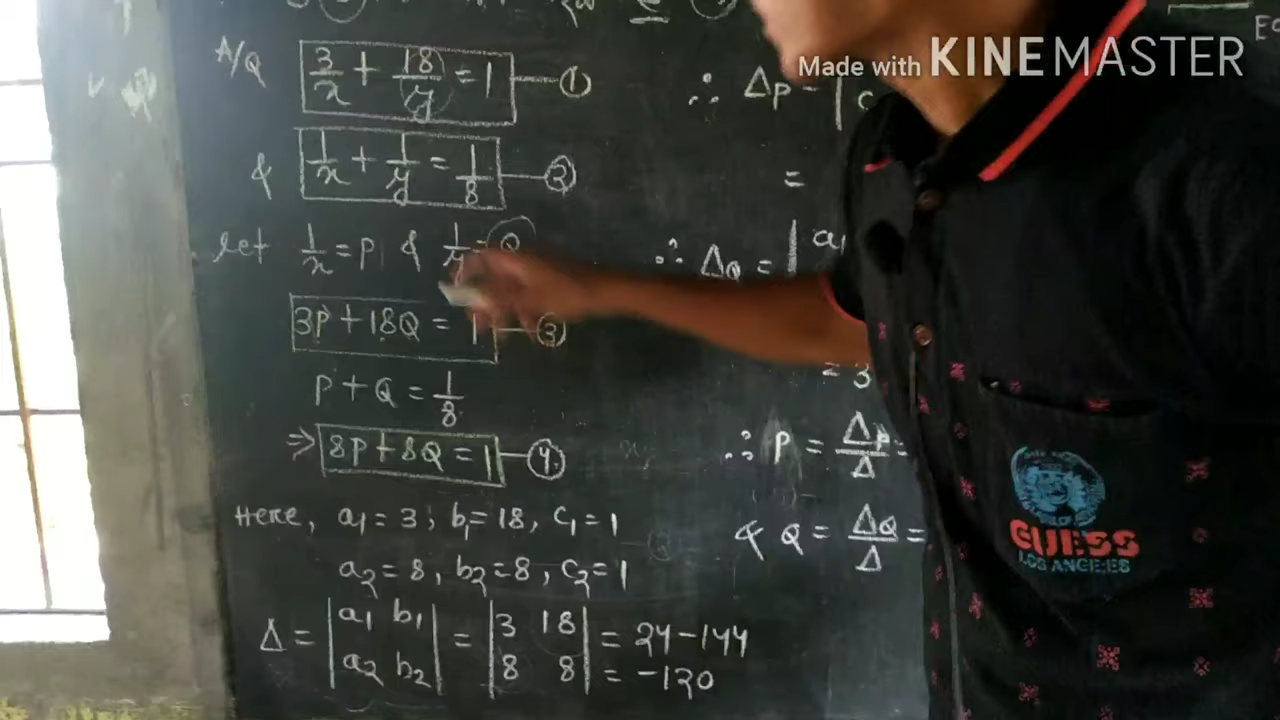 Made with KINEMASTER
A/Q 3/x + 18/y = 1 — ①
& 1/x + 1/y = 1/8 — ②
let 1/x = P & 1/y = Q
3P + 18Q = 1 — ③
P + Q = 1/8
⇒ 8P + 8Q = 1 — ④
Here, a₁ = 3, b₁ = 18, c₁ = 1
a₂ = 8, b₂ = 8, c₂ = 1
Δ = |a₁ b₁| = |3 18| = 24 - 144
|a₂ b₂| |8 8| = -120
∴ Δp = | c
=
∴ ΔQ = | a₁
= 3
∴ P = Δp/Δ =
& Q = ΔQ/Δ =
GUESS
LOS ANGELES